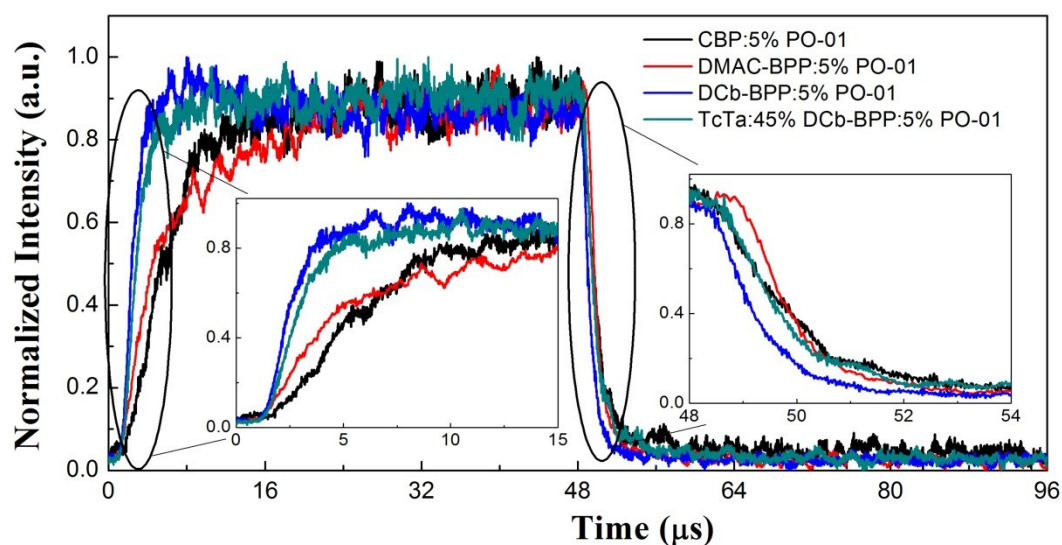 Normalized Intensity (a.u.)
1.0
0.8
0.6
0.4
0.2
0.0
CBP:5% PO-01
DMAC-BPP:5% PO-01
DCb-BPP:5% PO-01
TcTa:45% DCb-BPP:5% PO-01
0.8
0.4
0.0
0 5 10 15
0.8
0.4
0.0
48 50 52 54
0 16 32 48 64 80 96
Time (μs)